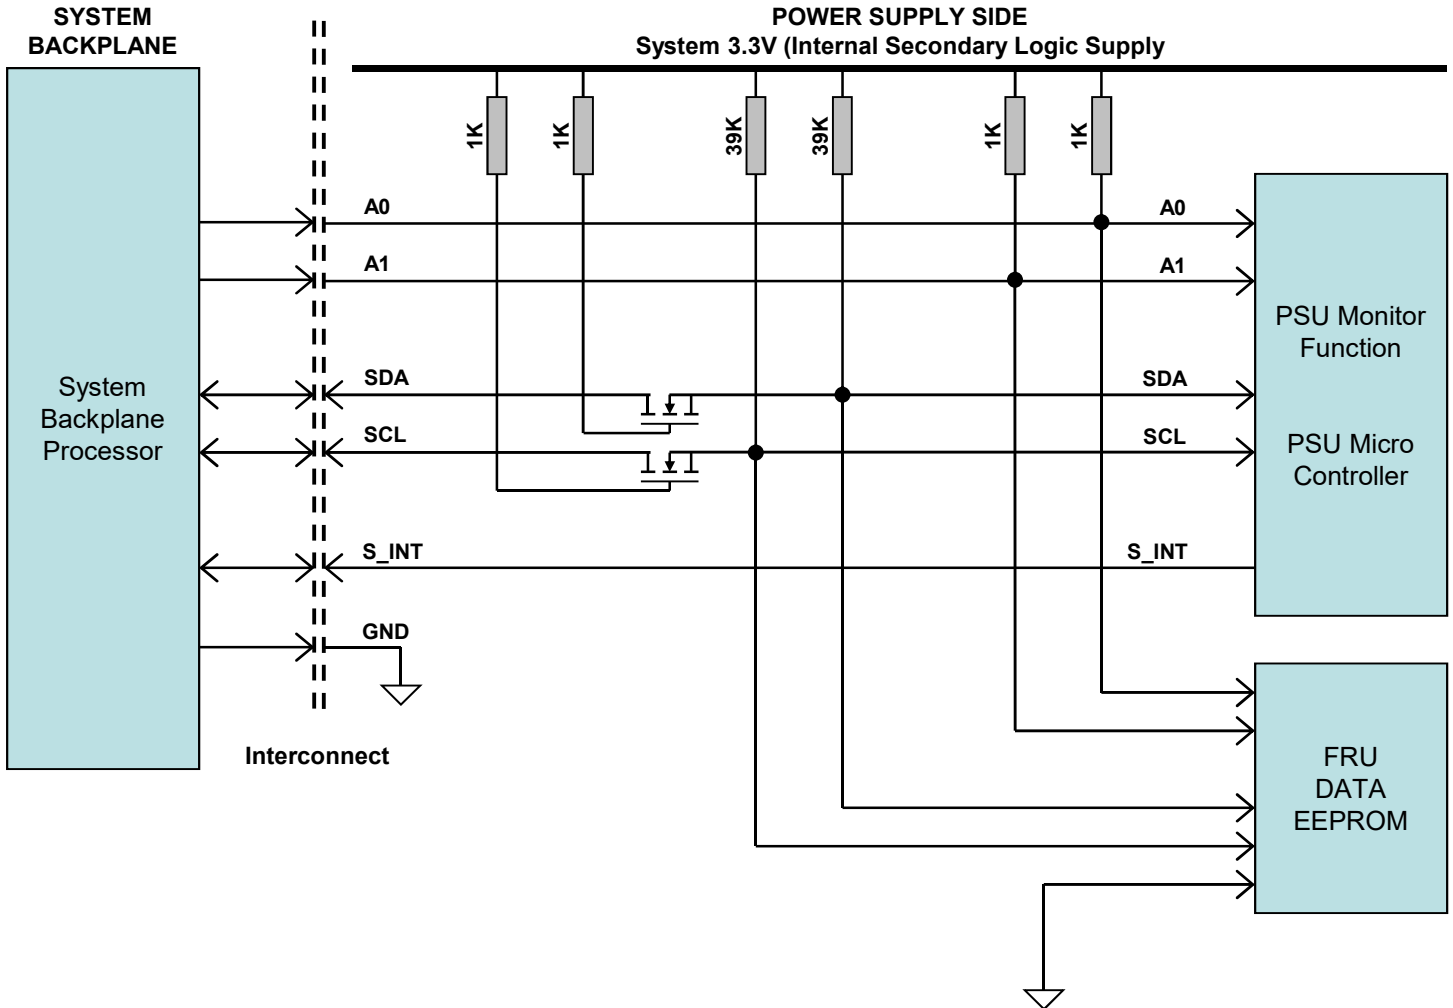 SYSTEM
BACKPLANE
POWER SUPPLY SIDE
System 3.3V (Internal Secondary Logic Supply
1K
1K
39K
39K
1K
1K
A0
A0
A1
A1
SDA
SDA
SCL
SCL
S_INT
S_INT
GND
System
Backplane
Processor
PSU Monitor
Function
PSU Micro
Controller
Interconnect
FRU
DATA
EEPROM